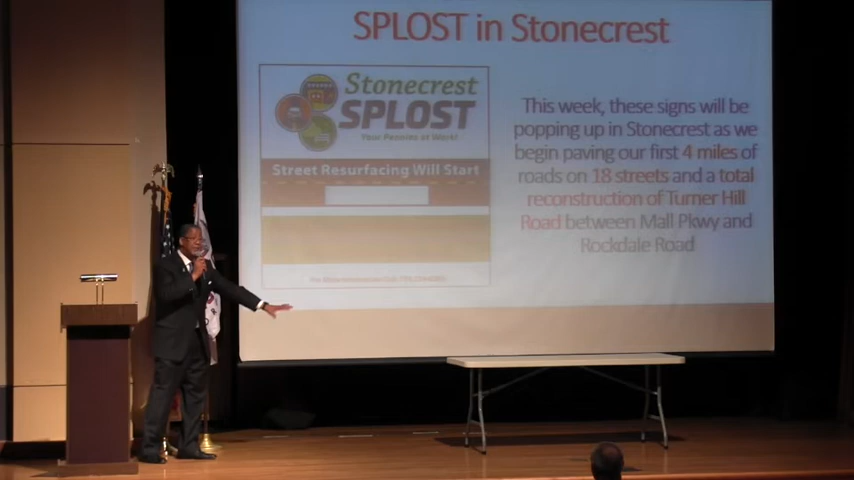 SPLOST in Stonecrest
Stonecrest
SPLOST
Your Pennies at Work!
Street Resurfacing Will Start
This week, these signs will be
popping up in Stonecrest as we
begin paving our first 4 miles of
roads on 18 streets and a total
reconstruction of Turner Hill
Road between Mall Pkwy and
Rockdale Road